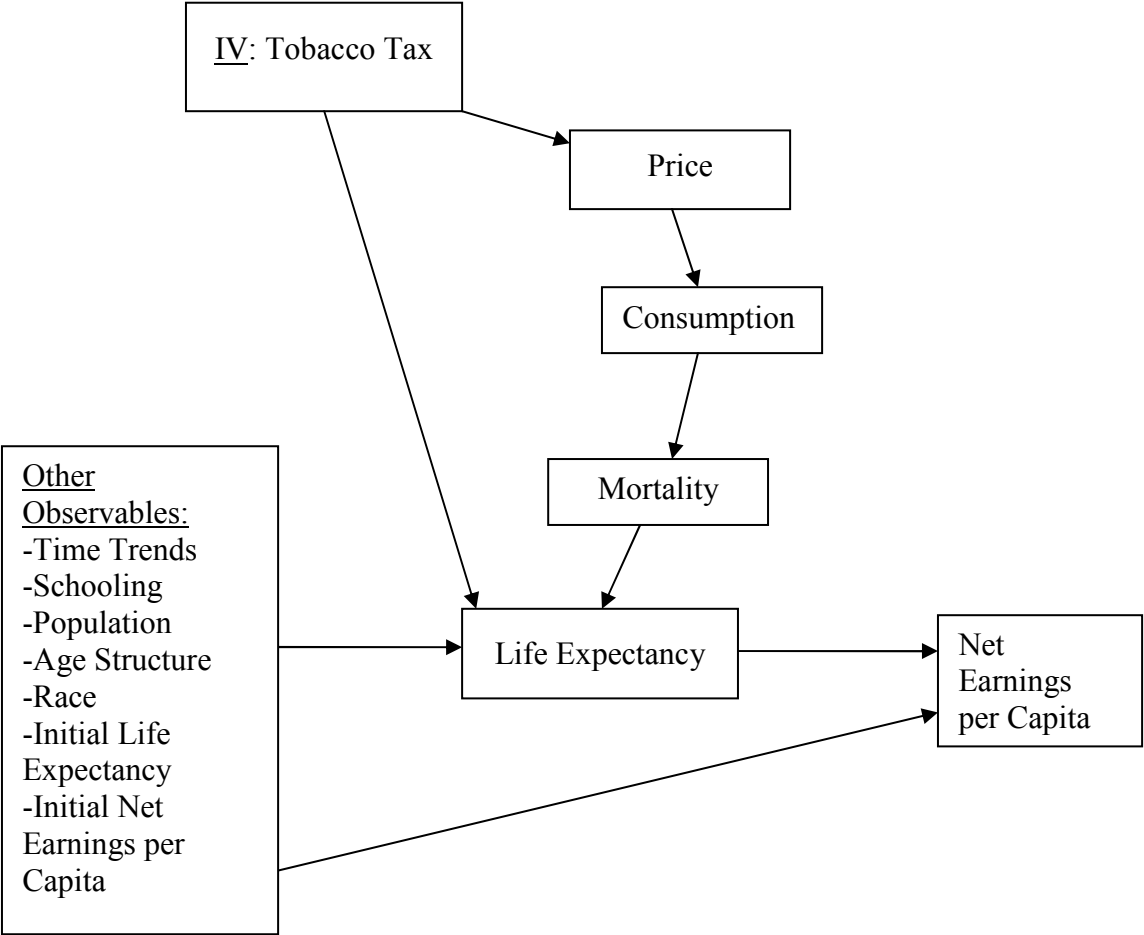 IV: Tobacco Tax
Price
Consumption
Mortality
Life Expectancy
Other
Observables:
-Time Trends
-Schooling
-Population
-Age Structure
-Race
-Initial Life
Expectancy
-Initial Net
Earnings per
Capita
Net
Earnings
per Capita